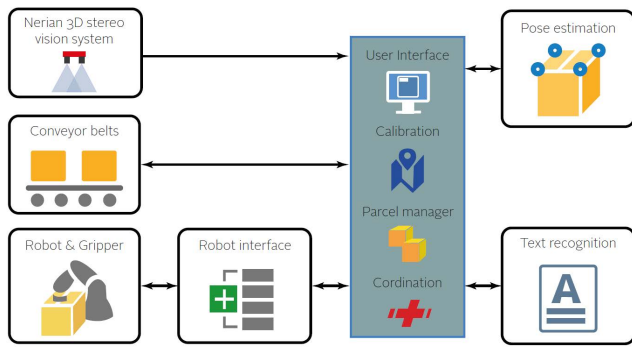 Nerian 3D stereo
vision system
User Interface
Pose estimation
Conveyor belts
Calibration
Parcel manager
Robot & Gripper
Robot interface
Cordination
Text recognition
A